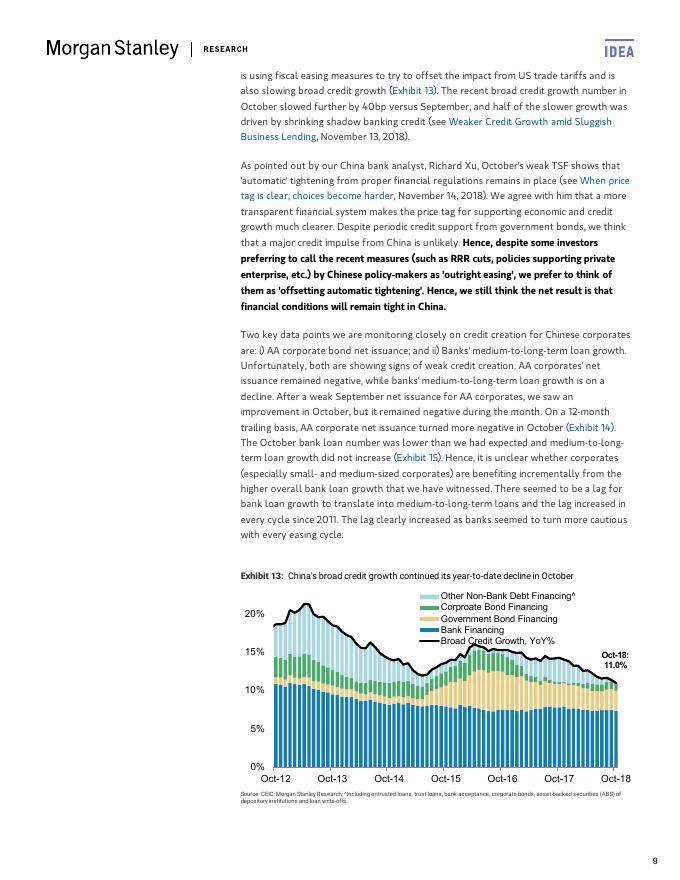 Morgan Stanley | RESEARCH
IDEA
is using fiscal easing measures to try to offset the impact from US trade tariffs and is
also slowing broad credit growth (Exhibit 13). The recent broad credit growth number in
October slowed further by 40bp versus September, and half of the slower growth was
driven by shrinking shadow banking credit (see Weaker Credit Growth amid Sluggish
Business Lending, November 13, 2018).
As pointed out by our China bank analyst, Richard Xu, October's weak TSF shows that
'automatic' tightening from proper financial regulations remains in place (see When price
tag is clear, choices become harder, November 14, 2018). We agree with him that a more
transparent financial system makes the price tag for supporting economic and credit
growth much clearer. Despite periodic credit support from government bonds, we think
that a major credit impulse from China is unlikely. Hence, despite some investors
preferring to call the recent measures (such as RRR cuts, policies supporting private
enterprise, etc.) by Chinese policy-makers as 'outright easing', we prefer to think of
them as 'offsetting automatic tightening'. Hence, we still think the net result is that
financial conditions will remain tight in China.
Two key data points we are monitoring closely on credit creation for Chinese corporates
are: i) AA corporate bond net issuance; and ii) Banks' medium-to-long-term loan growth.
Unfortunately, both are showing signs of weak credit creation. AA corporates' net
issuance remained negative, while banks' medium-to-long-term loan growth is on a
decline. After a weak September net issuance for AA corporates, we saw an
improvement in October, but it remained negative during the month. On a 12-month
trailing basis, AA corporate net issuance turned more negative in October (Exhibit 14).
The October bank loan number was lower than we had expected and medium-to-long-
term loan growth did not increase (Exhibit 15). Hence, it is unclear whether corporates
(especially small- and medium-sized corporates) are benefiting incrementally from the
higher overall bank loan growth that we have witnessed. There seemed to be a lag for
bank loan growth to translate into medium-to-long-term loans and the lag increased in
every cycle since 2011. The lag clearly increased as banks seemed to turn more cautious
with every easing cycle.
Exhibit 13: China's broad credit growth continued its year-to-date decline in October
Other Non-Bank Debt Financing^
Corproate Bond Financing
Government Bond Financing
Bank Financing
Broad Credit Growth, YoY%
20%
15%
10%
5%
0%
Oct-18:
11.0%
Oct-12 Oct-13 Oct-14 Oct-15 Oct-16 Oct-17 Oct-18
Source: CEIC, Morgan Stanley Research; ^Including entrusted loans, trust loans, bank acceptance, corporate bonds, asset-backed securities (ABS) of
depository institutions and loan write-offs.
9